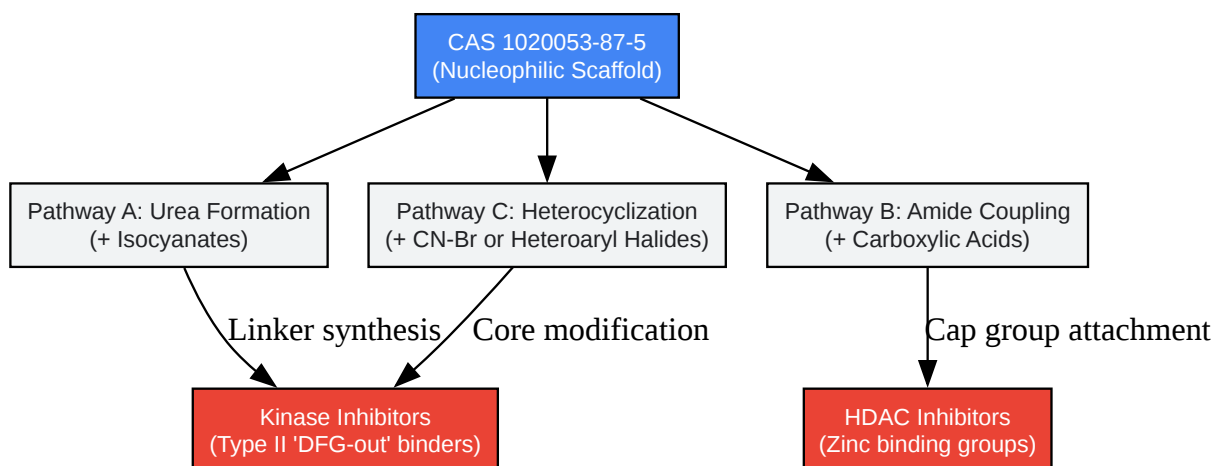 CAS 1020053-87-5
(Nucleophilic Scaffold)
Pathway A: Urea Formation
(+ Isocyanates)
Pathway C: Heterocyclization
(+ CN-Br or Heteroaryl Halides)
Pathway B: Amide Coupling
(+ Carboxylic Acids)
Linker synthesis
Core modification
Cap group attachment
Kinase Inhibitors
(Type II 'DFG-out' binders)
HDAC Inhibitors
(Zinc binding groups)